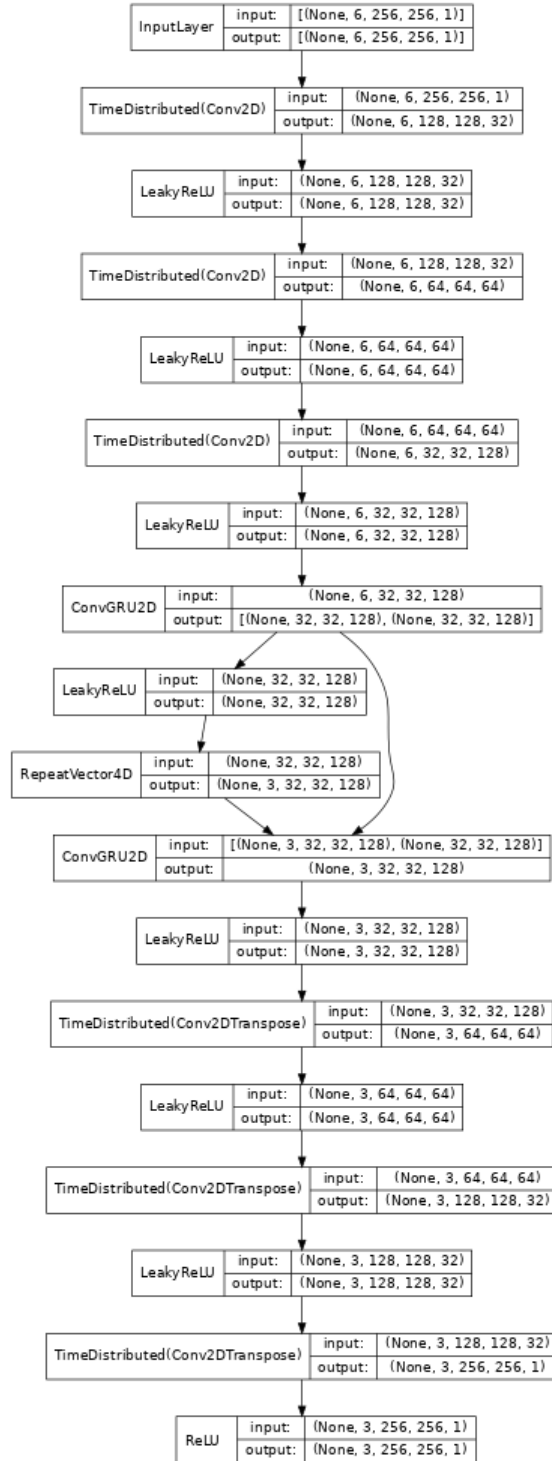 InputLayer input: [(None, 6, 256, 256, 1)]
output: [(None, 6, 256, 256, 1)]
TimeDistributed(Conv2D) input: (None, 6, 256, 256, 1)
output: (None, 6, 128, 128, 32)
LeakyReLU input: (None, 6, 128, 128, 32)
output: (None, 6, 128, 128, 32)
TimeDistributed(Conv2D) input: (None, 6, 128, 128, 32)
output: (None, 6, 64, 64, 64)
LeakyReLU input: (None, 6, 64, 64, 64)
output: (None, 6, 64, 64, 64)
TimeDistributed(Conv2D) input: (None, 6, 64, 64, 64)
output: (None, 6, 32, 32, 128)
LeakyReLU input: (None, 6, 32, 32, 128)
output: (None, 6, 32, 32, 128)
ConvGRU2D input: (None, 6, 32, 32, 128)
output: [(None, 32, 32, 128), (None, 32, 32, 128)]
LeakyReLU input: (None, 32, 32, 128)
output: (None, 32, 32, 128)
RepeatVector4D input: (None, 32, 32, 128)
output: (None, 3, 32, 32, 128)
ConvGRU2D input: [(None, 3, 32, 32, 128), (None, 32, 32, 128)]
output: (None, 3, 32, 32, 128)
LeakyReLU input: (None, 3, 32, 32, 128)
output: (None, 3, 32, 32, 128)
TimeDistributed(Conv2DTranspose) input: (None, 3, 32, 32, 128)
output: (None, 3, 64, 64, 64)
LeakyReLU input: (None, 3, 64, 64, 64)
output: (None, 3, 64, 64, 64)
TimeDistributed(Conv2DTranspose) input: (None, 3, 64, 64, 64)
output: (None, 3, 128, 128, 32)
LeakyReLU input: (None, 3, 128, 128, 32)
output: (None, 3, 128, 128, 32)
TimeDistributed(Conv2DTranspose) input: (None, 3, 128, 128, 32)
output: (None, 3, 256, 256, 1)
ReLU input: (None, 3, 256, 256, 1)
output: (None, 3, 256, 256, 1)